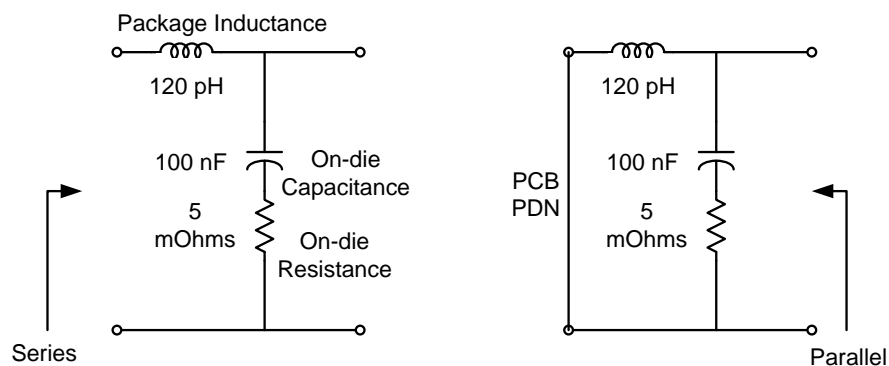 Package Inductance
120 pH
100 nF
On-die
Capacitance
5
mOhms
On-die
Resistance
Series
120 pH
100 nF
PCB
PDN
5
mOhms
Parallel